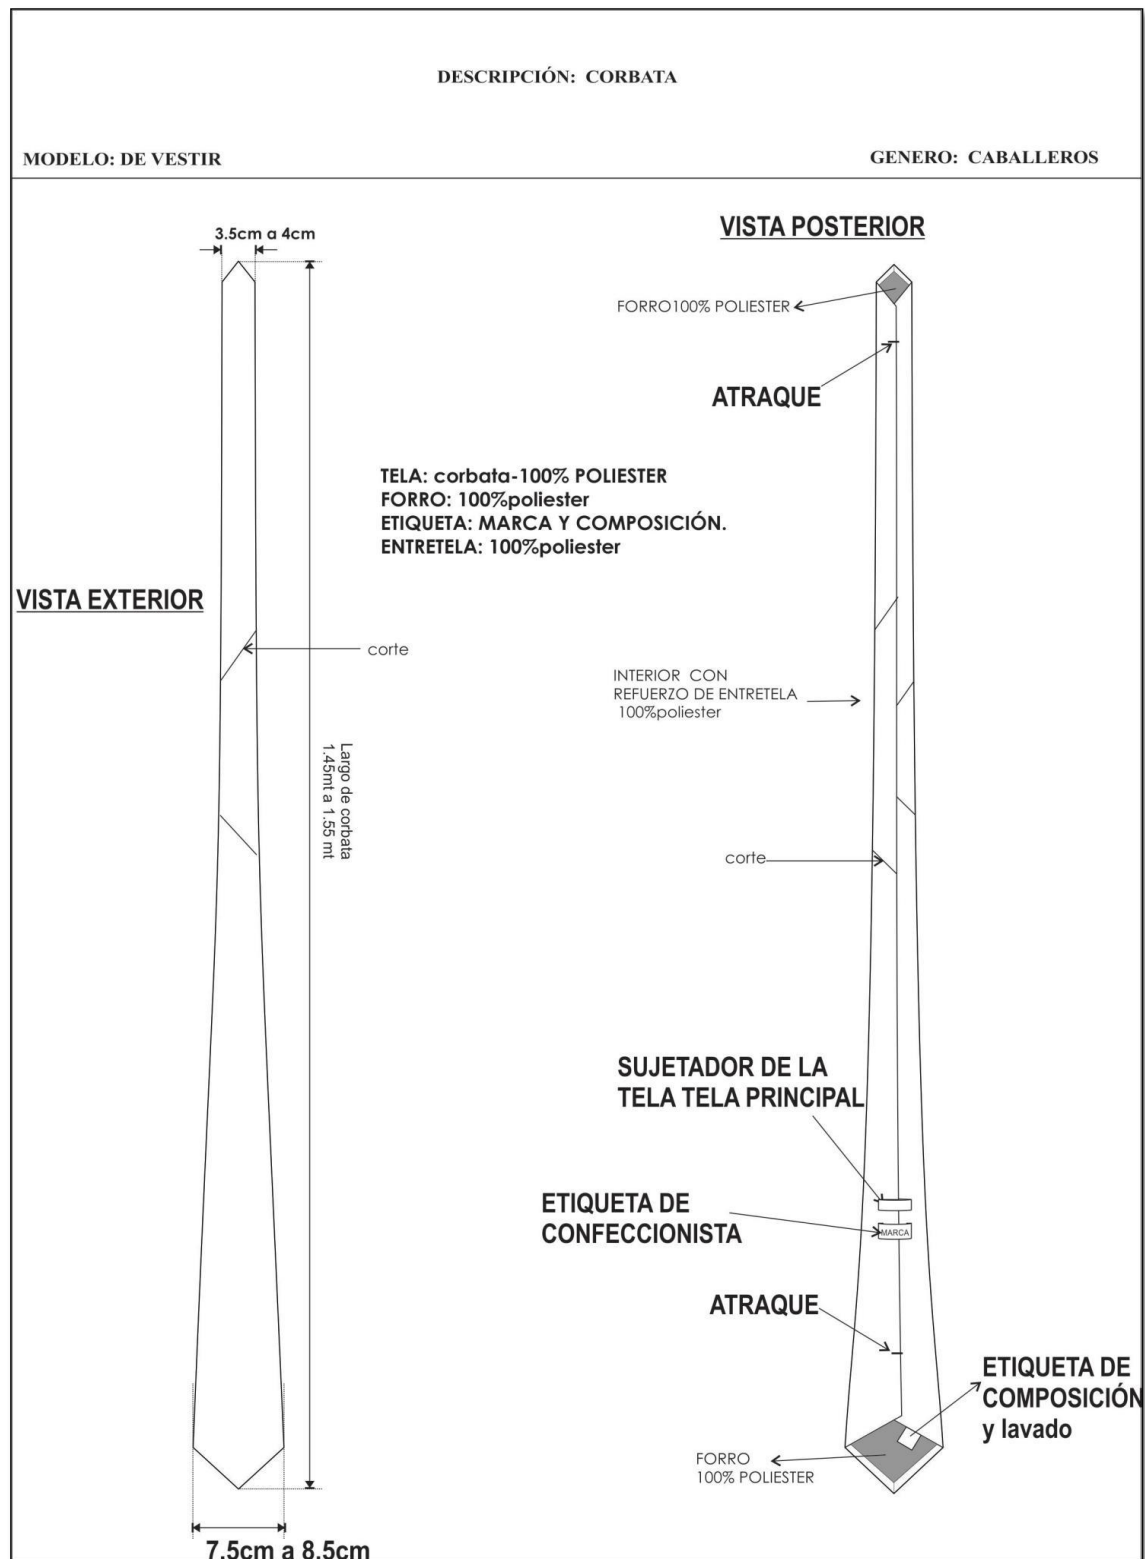 DESCRIPCIÓN: CORBATA
MODELO: DE VESTIR
GENERO: CABALLEROS
3.5cm a 4cm
VISTA POSTERIOR
FORRO100% POLIESTER
ATRAQUE
TELA: corbata-100% POLIESTER
FORRO: 100%poliester
ETIQUETA: MARCA Y COMPOSICIÓN.
ENTRETELA: 100%poliester
VISTA EXTERIOR
corte
INTERIOR CON
REFUERZO DE ENTRETELA
100%poliester
Largo de corbata
1.45mt a 1.55 mt
corte
SUJETADOR DE LA
TELA TELA PRINCIPAL
ETIQUETA DE
CONFECCIONISTA
MARCA
ATRAQUE
ETIQUETA DE
COMPOSICIÓN
y lavado
FORRO
100% POLIESTER
7.5cm a 8.5cm